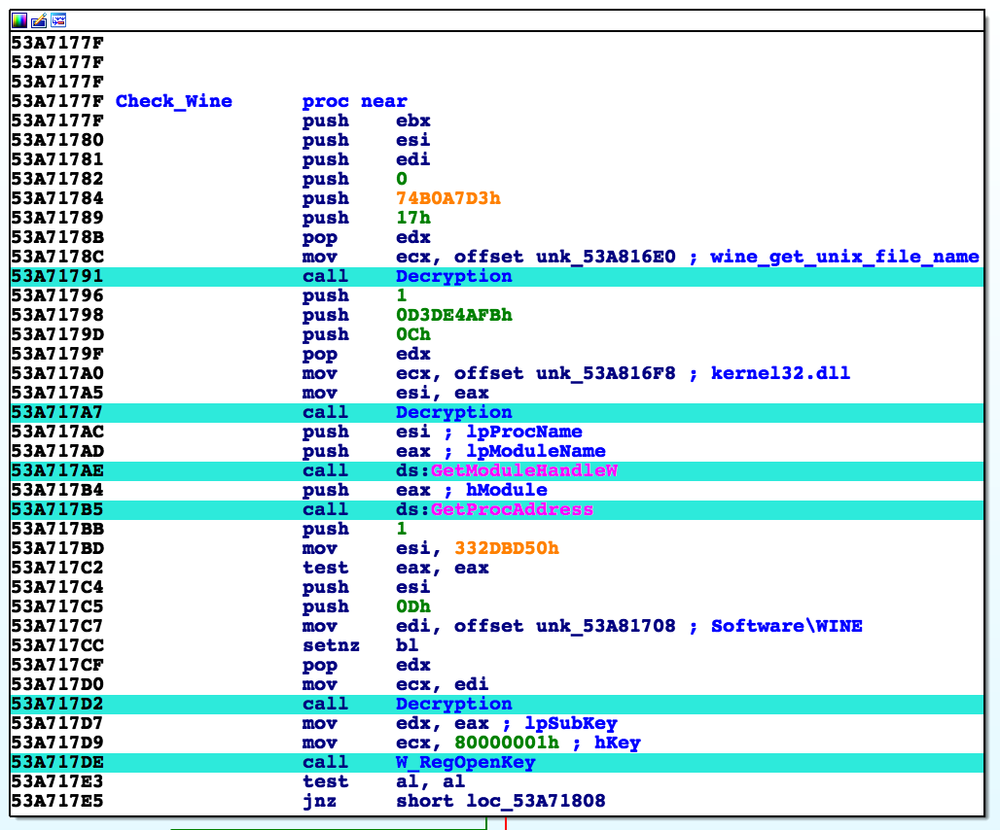 53A7177F
53A7177F
53A7177F
53A7177F Check_Wine proc near
53A7177F push ebx
53A71780 push esi
53A71781 push edi
53A71782 push 0
53A71784 push 74B0A7D3h
53A71789 push 17h
53A7178B pop edx
53A7178C mov ecx, offset unk_53A816E0 ; wine_get_unix_file_name
53A71791 call Decryption
53A71796 push 1
53A71798 push 0D3DE4AFBh
53A7179D push 0Ch
53A7179F pop edx
53A717A0 mov ecx, offset unk_53A816F8 ; kernel32.dll
53A717A5 mov esi, eax
53A717A7 call Decryption
53A717AC push esi ; lpProcName
53A717AD push eax ; lpModuleName
53A717AE call ds:GetModuleHandleW
53A717B4 push eax ; hModule
53A717B5 call ds:GetProcAddress
53A717BB push 1
53A717BD mov esi, 332DBD50h
53A717C2 test eax, eax
53A717C4 push esi
53A717C5 push 0Dh
53A717C7 mov edi, offset unk_53A81708 ; Software\WINE
53A717CC setnz bl
53A717CF pop edx
53A717D0 mov ecx, edi
53A717D2 call Decryption
53A717D7 mov edx, eax ; lpSubKey
53A717D9 mov ecx, 80000001h ; hKey
53A717DE call W_RegOpenKey
53A717E3 test al, al
53A717E5 jnz short loc_53A71808